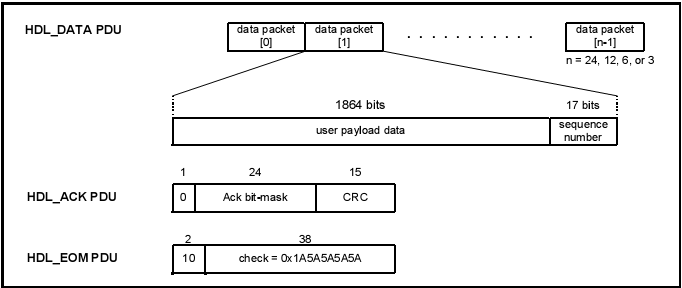 HDL_DATA PDU
data packet [0]
data packet [1]
. . . . . . . . . . .
data packet [n-1]
n = 24, 12, 6, or 3
1864 bits
17 bits
user payload data
sequence number
1
24
15
HDL_ACK PDU
0
Ack bit-mask
CRC
2
38
HDL_EOM PDU
10
check = 0x1A5A5A5A5A